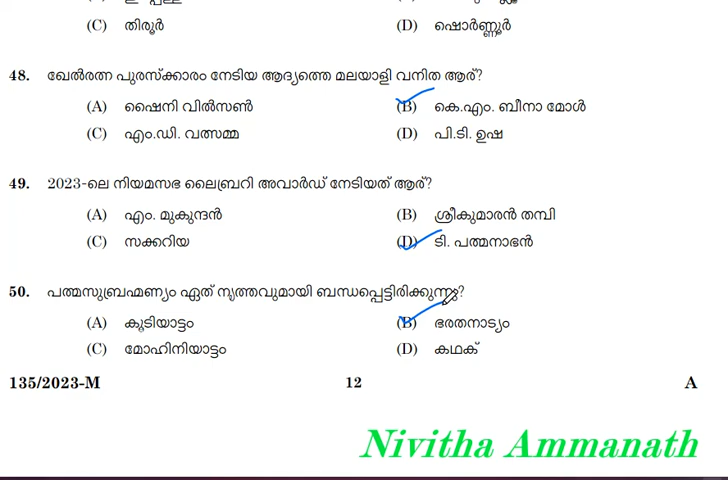 (C) തിരൂർ (D) ഷൊർണ്ണൂർ
48. ഖേൽരത്ന പുരസ്ക്കാരം നേടിയ ആദ്യത്തെ മലയാളി വനിത ആര്?
(A) ഷൈനി വിൽസൺ (B) കെ.എം. ബീനാ മോൾ
(C) എം.ഡി. വത്സമ്മ (D) പി.ടി. ഉഷ
49. 2023-ലെ നിയമസഭ ലൈബ്രറി അവാർഡ് നേടിയത് ആര്?
(A) എം. മുകുന്ദൻ (B) ശ്രീകുമാരൻ തമ്പി
(C) സക്കറിയ (D) ടി. പത്മനാഭൻ
50. പത്മസുബ്രഹ്മണ്യം ഏത് നൃത്തവുമായി ബന്ധപ്പെട്ടിരിക്കുന്നു?
(A) കൂടിയാട്ടം (B) ഭരതനാട്യം
(C) മോഹിനിയാട്ടം (D) കഥക്
135/2023-M 12 A
Nivitha Ammanath